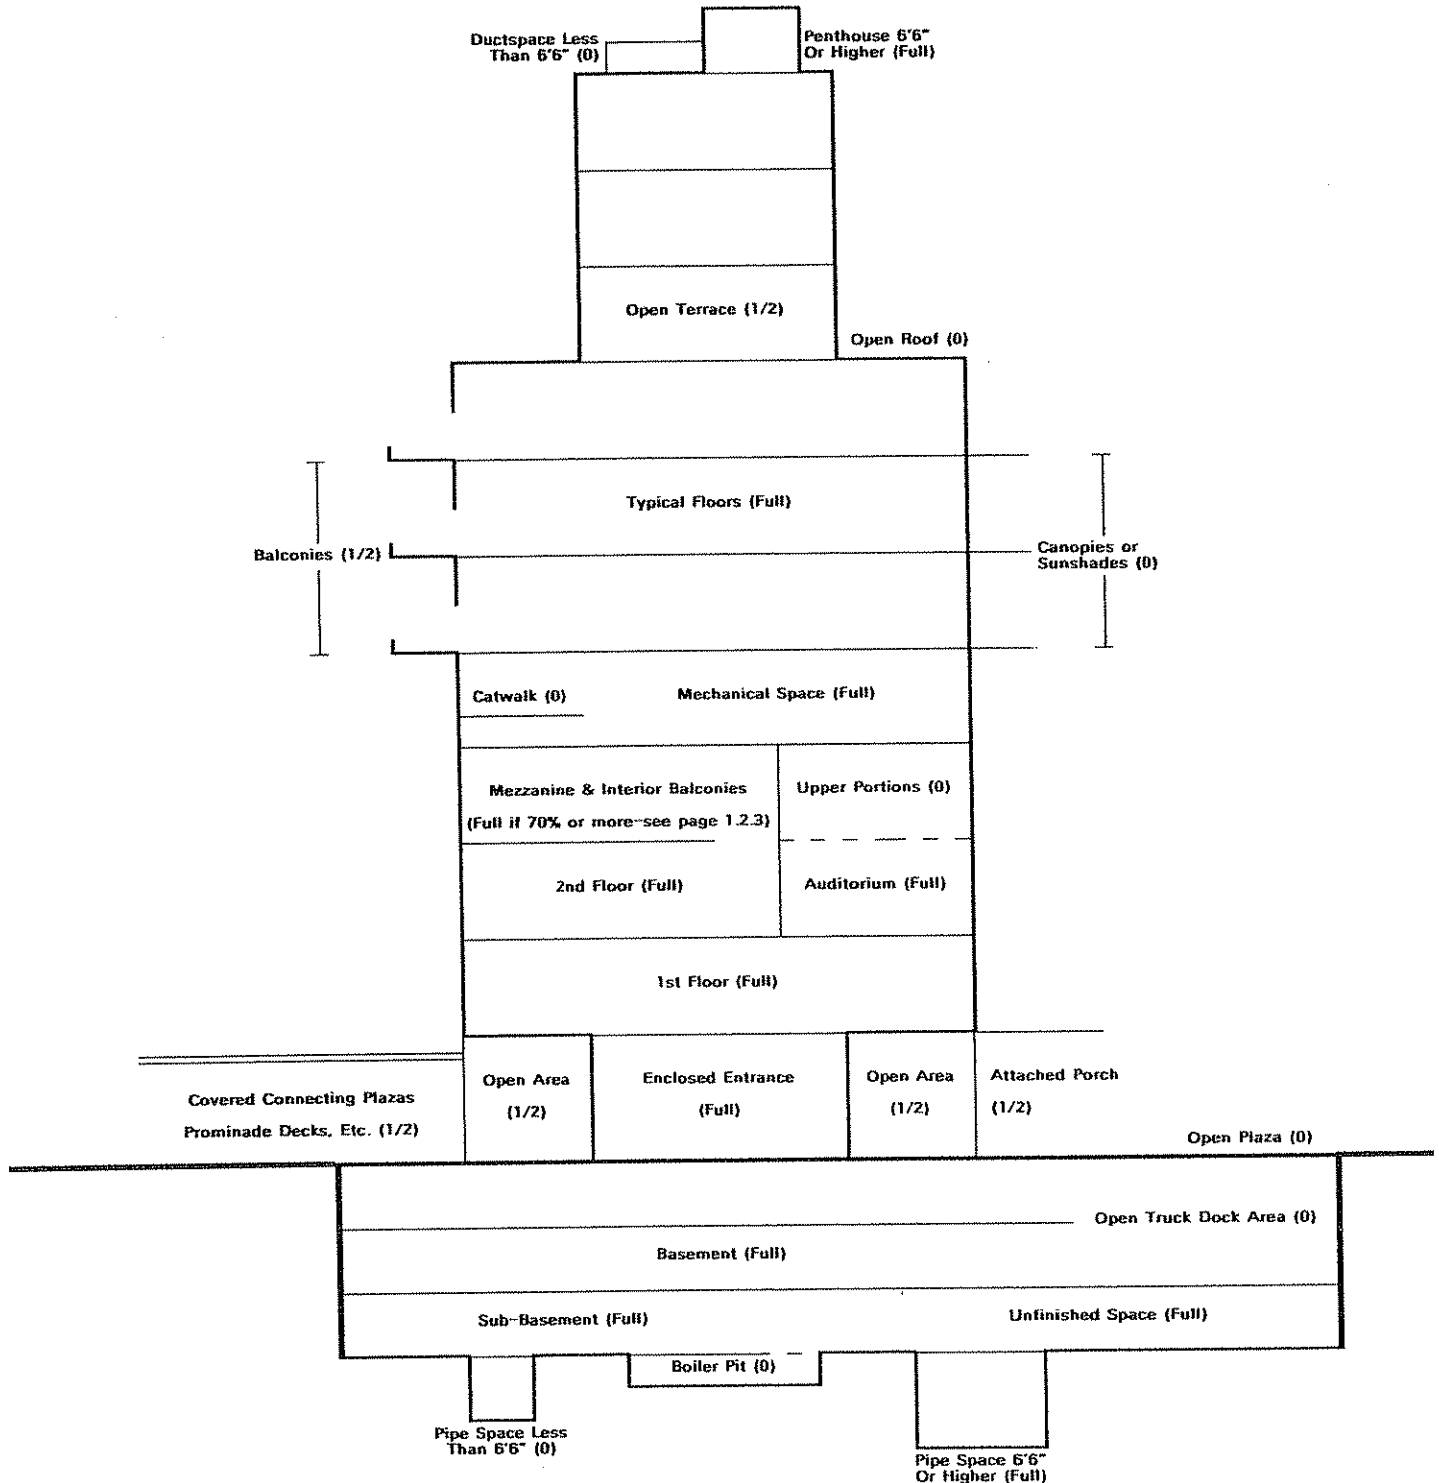 Ductspace Less
Than 6'6" (0)
Penthouse 6'6"
Or Higher (Full)
Open Terrace (1/2)
Open Roof (0)
Typical Floors (Full)
Balconies (1/2)
Canopies or
Sunshades (0)
Catwalk (0)
Mechanical Space (Full)
Mezzanine & Interior Balconies
(Full if 70% or more-see page 1.2.3)
Upper Portions (0)
2nd Floor (Full)
Auditorium (Full)
1st Floor (Full)
Covered Connecting Plazas
Prominade Decks, Etc. (1/2)
Open Area
(1/2)
Enclosed Entrance
(Full)
Open Area
(1/2)
Attached Porch
(1/2)
Open Plaza (0)
Open Truck Dock Area (0)
Basement (Full)
Sub-Basement (Full)
Unfinished Space (Full)
Boiler Pit (0)
Pipe Space Less
Than 6'6" (0)
Pipe Space 6'6"
Or Higher (Full)